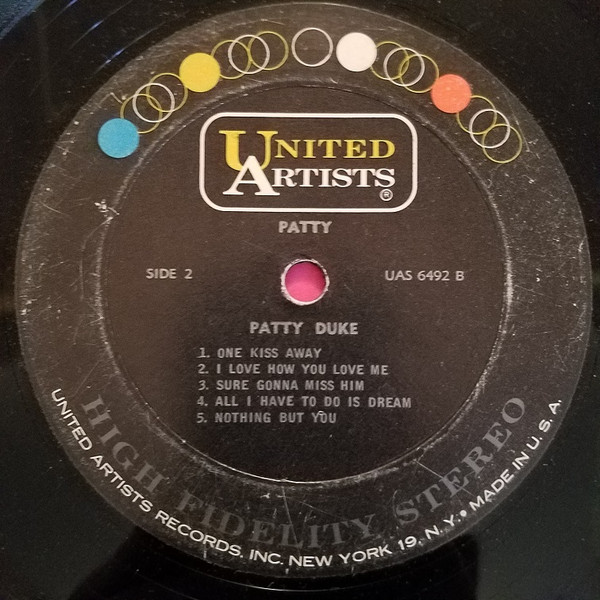 UNITED
ARTISTS®
PATTY
SIDE 2
UAS 6492 B
PATTY DUKE
1. ONE KISS AWAY
2. I LOVE HOW YOU LOVE ME
3. SURE GONNA MISS HIM
4. ALL I HAVE TO DO IS DREAM
5. NOTHING BUT YOU
HIGH FIDELITY STEREO
UNITED ARTISTS RECORDS, INC. NEW YORK 19, N.Y. • MADE IN U.S.A.